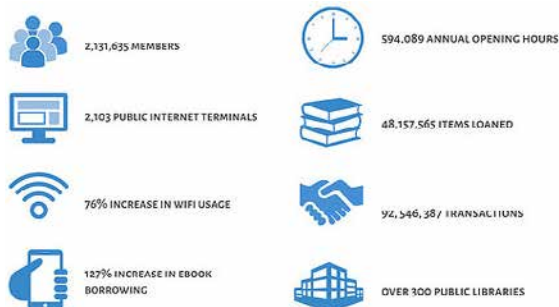 2,131,635 MEMBERS
594,089 ANNUAL OPENING HOURS
2,103 PUBLIC INTERNET TERMINALS
48,157,565 ITEMS LOANED
76% INCREASE IN WIFI USAGE
92, 546, 387 TRANSACTIONS
127% INCREASE IN EBOOK
BORROWING
OVER 300 PUBLIC LIBRARIES